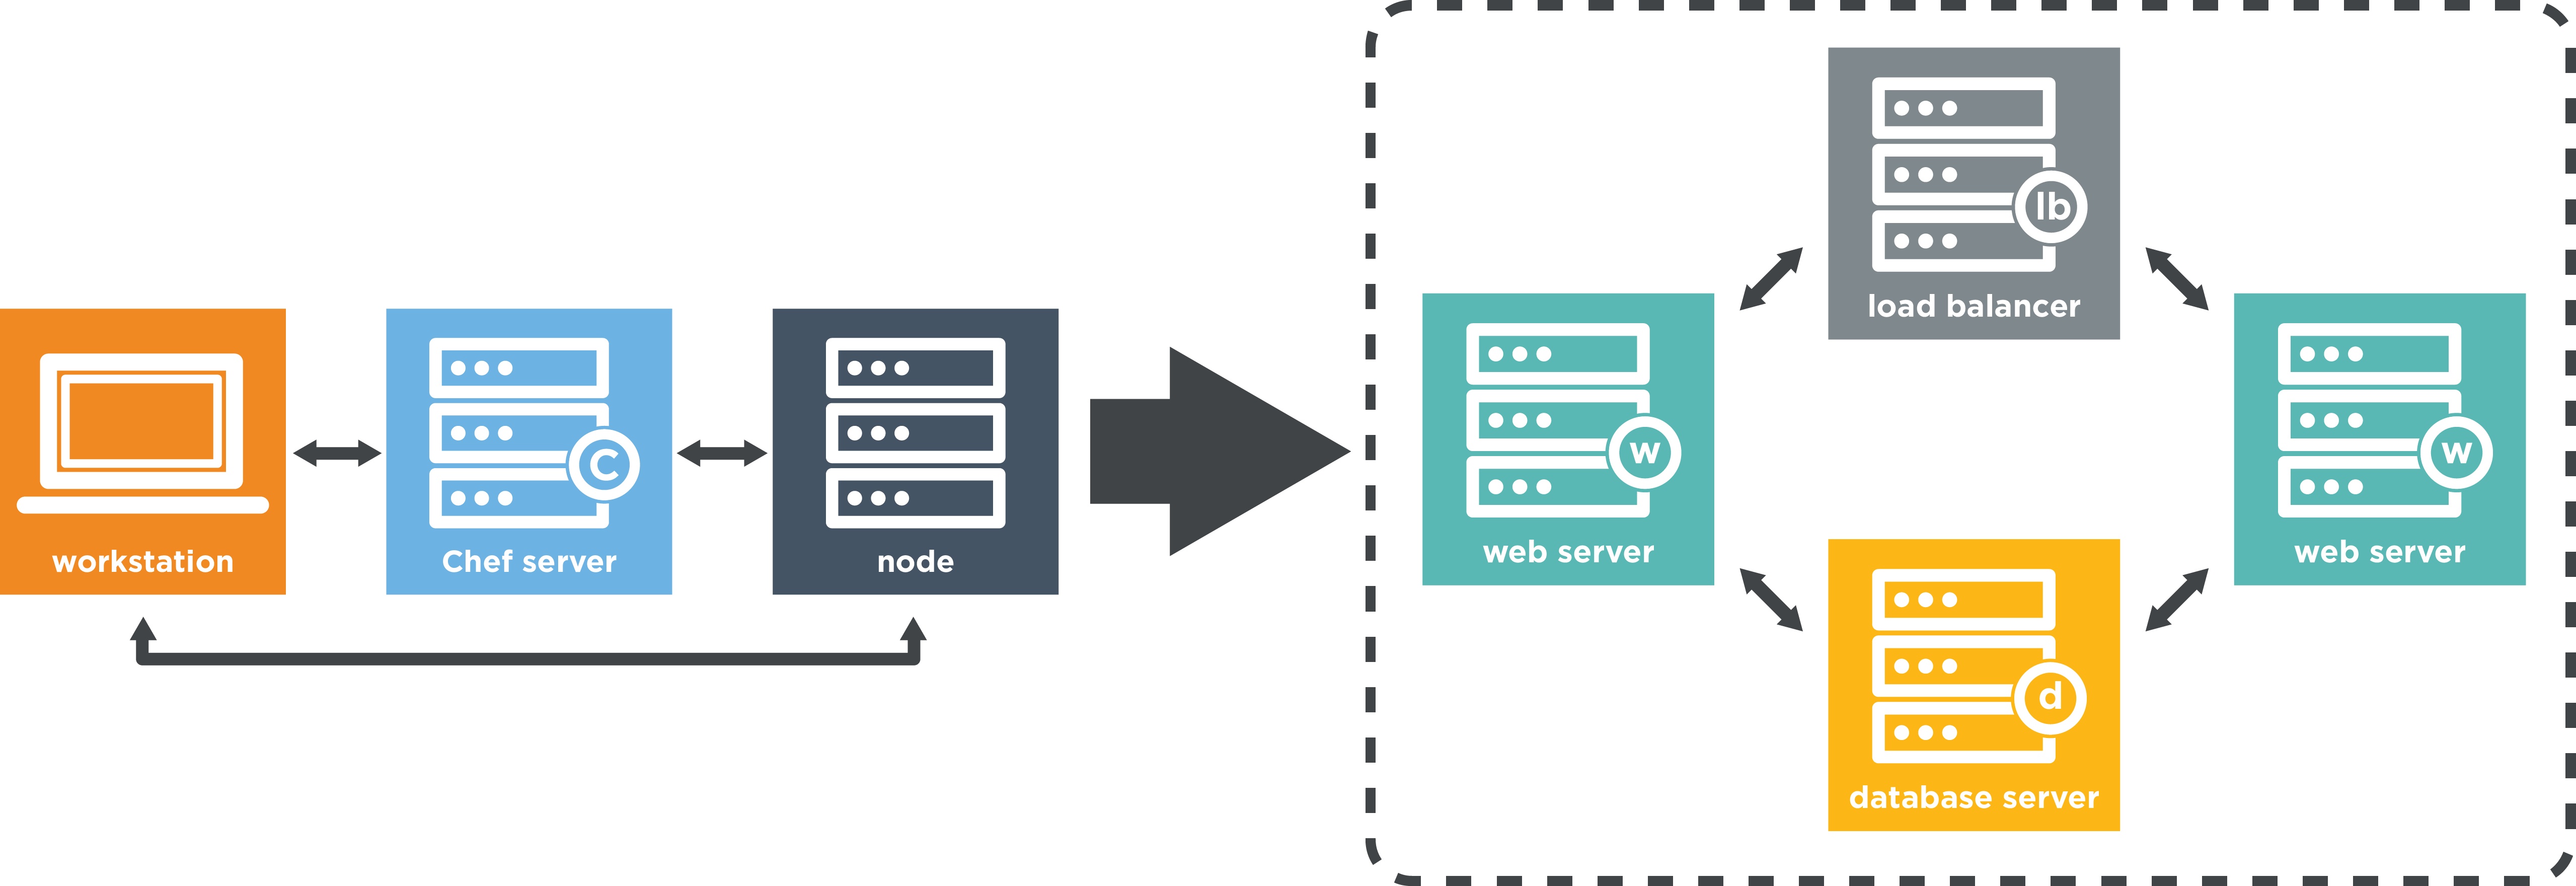 workstation
C
Chef server
node
lb
load balancer
w
web server
w
web server
d
database server